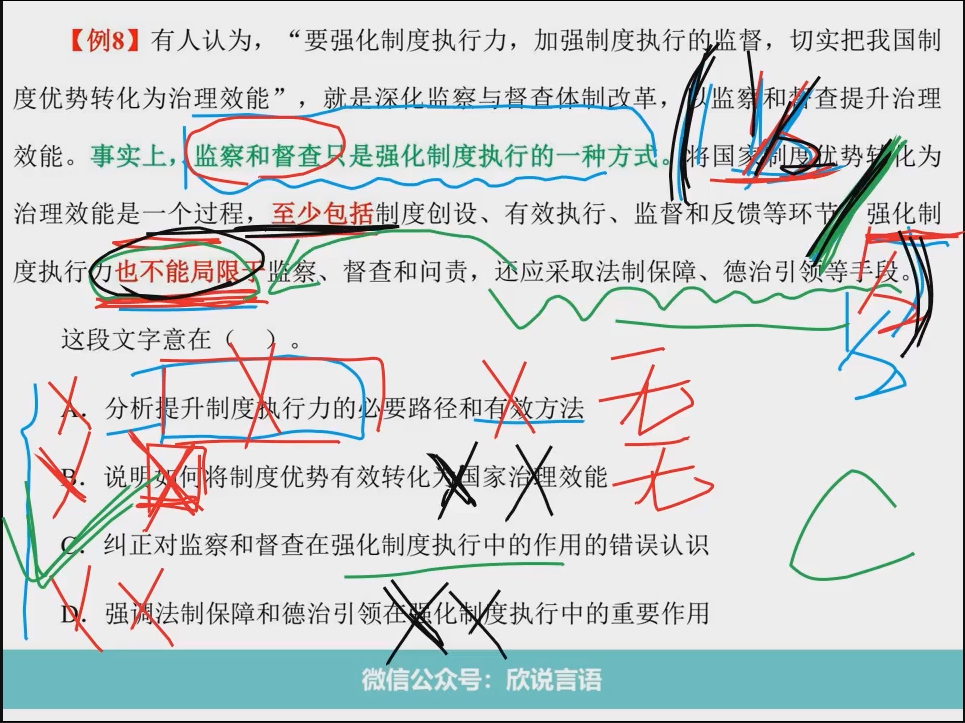 【例8】有人认为，“要强化制度执行力，加强制度执行的监督，切实把我国制
度优势转化为治理效能”，就是深化监察与督查体制改革，以监察和督查提升治理
效能。事实上，监察和督查只是强化制度执行的一种方式。将国家制度优势转化为
治理效能是一个过程，至少包括制度创设、有效执行、监督和反馈等环节，强化制
度执行力也不能局限于监察、督查和问责，还应采取法制保障、德治引领等手段。
这段文字意在（　）。
A．分析提升制度执行力的必要路径和有效方法 无
B．说明如何将制度优势有效转化为国家治理效能 无
C．纠正对监察和督查在强化制度执行中的作用的错误认识 C
D．强调法制保障和德治引领在强化制度执行中的重要作用
微信公众号：欣说言语